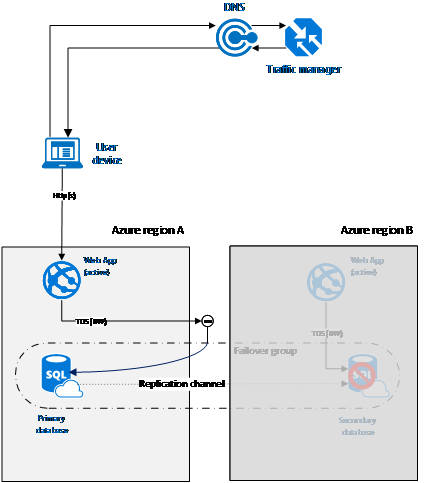 DNS
Traffic manager
User
device
Http(s)
Azure region A
Azure region B
Web App
(active)
Web App
(active)
TDS (RW)
TDS (RW)
Failover group
SQL
SQL
Replication channel
Primary
database
Secondary
database